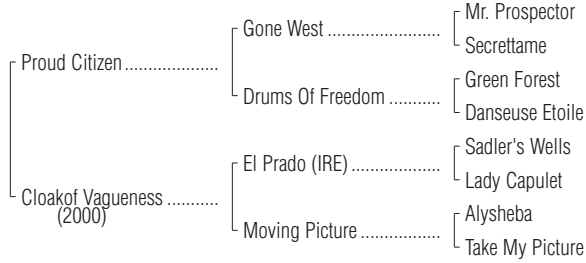 Mr. Prospector
Gone West ......................
Secrettame
Proud Citizen ....................
Green Forest
Drums Of Freedom ...........
Danseuse Etoile
Sadler's Wells
El Prado (IRE) ...................
Lady Capulet
Cloakof Vagueness ...........
(2000)
Alysheba
Moving Picture .................
Take My Picture